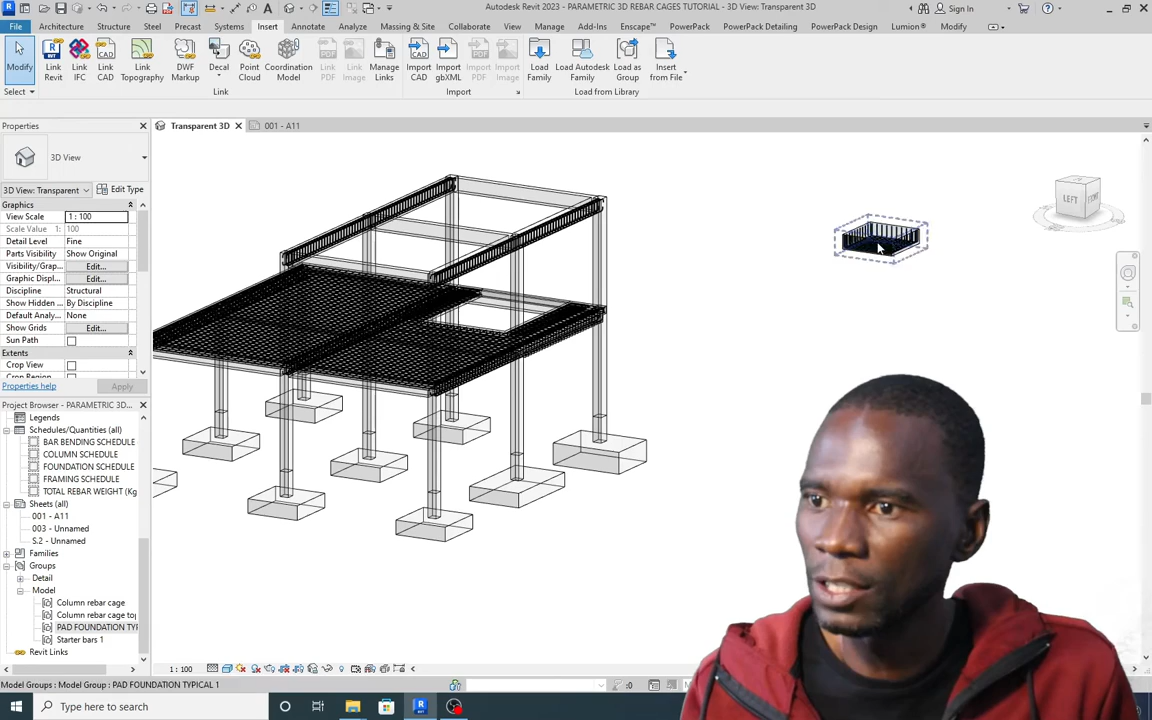 Autodesk Revit 2023 - PARAMETRIC 3D REBAR CAGES TUTORIAL - 3D View: Transparent 3D
Sign In
File Architecture Structure Steel Precast Systems Insert Annotate Analyze Massing & Site Collaborate View Manage Add-Ins Enscape™ PowerPack PowerPack Detailing PowerPack Design Lumion® Modify
Modify
Link Revit
Link IFC
Link CAD
Link Topography
DWF Markup
Decal
Point Cloud
Coordination Model
Link PDF
Link Image
Manage Links
Import CAD
Import gbXML
Import PDF
Import Image
Load Family
Load Autodesk Family
Load as Group
Insert from File
Select
Link
Import
Load from Library
Properties
Transparent 3D
001 - A11
3D View
3D View: Transparent
Edit Type
Graphics
View Scale 1 : 100
Scale Value 1: 100
Detail Level Fine
Parts Visibility Show Original
Visibility/Grap... Edit...
Graphic Displ... Edit...
Discipline Structural
Show Hidden ... By Discipline
Default Analy... None
Show Grids Edit...
Sun Path
Extents
Crop View
Crop Region
Properties help
Apply
LEFT
FRONT
Project Browser - PARAMETRIC 3D...
Legends
Schedules/Quantities (all)
BAR BENDING SCHEDULE
COLUMN SCHEDULE
FOUNDATION SCHEDULE
FRAMING SCHEDULE
TOTAL REBAR WEIGHT (Kg
Sheets (all)
001 - A11
003 - Unnamed
S.2 - Unnamed
Families
Groups
Detail
Model
Column rebar cage
Column rebar cage to
PAD FOUNDATION TYP
Starter bars 1
Revit Links
1 : 100
Model Groups : Model Group : PAD FOUNDATION TYPICAL 1
:0
Type here to search